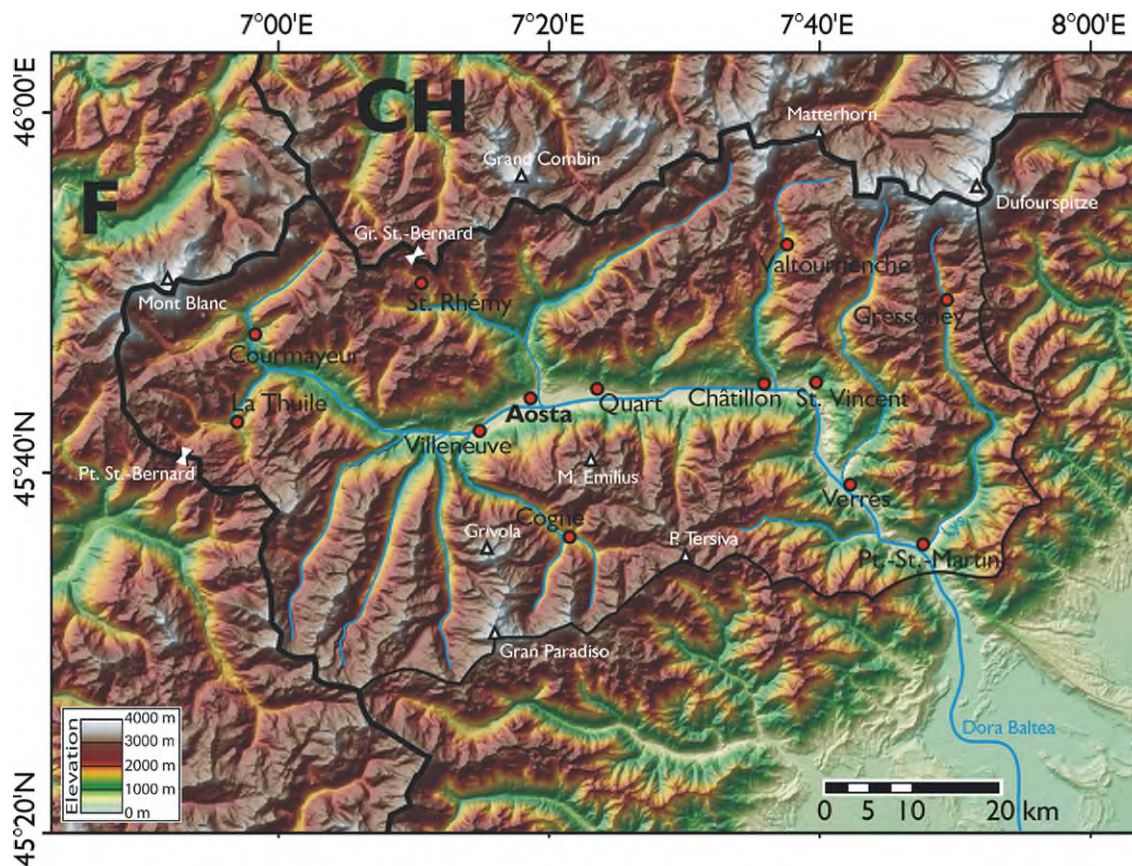 7°00'E
7°20'E
7°40'E
8°00'E
46°00'E
45°40'N
45°20'N
CH
F
Matterhorn
Grand Combin
Dufourspitze
Gr. St.-Bernard
Valtournenche
Mont Blanc
St. Rhémy
Gressoney
Courmayeur
La Thuile
Châtillon
St. Vincent
Aosta
Quart
Villeneuve
Pt. St.-Bernard
M. Emilius
Verrès
Cogne
Grivola
P. Tersiva
Lys
Pt.-St.-Martin
Gran Paradiso
Dora Baltea
Elevation
4000 m
3000 m
2000 m
1000 m
0 m
0 5 10 20 km